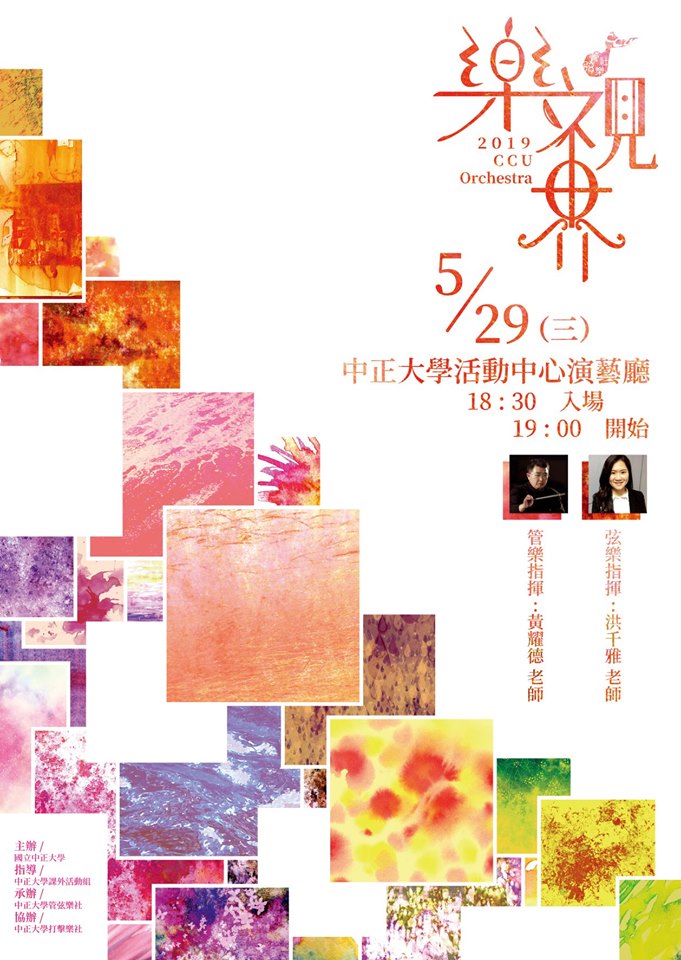 樂視界
2019
CCU
Orchestra
5/29(三)
中正大學活動中心演藝廳
18:30 入場
19:00 開始
弦樂指揮:洪千雅 老師
管樂指揮:黃耀德 老師
主辦/
國立中正大學
指導/
中正大學課外活動組
承辦/
中正大學管弦樂社
協辦/
中正大學打擊樂社